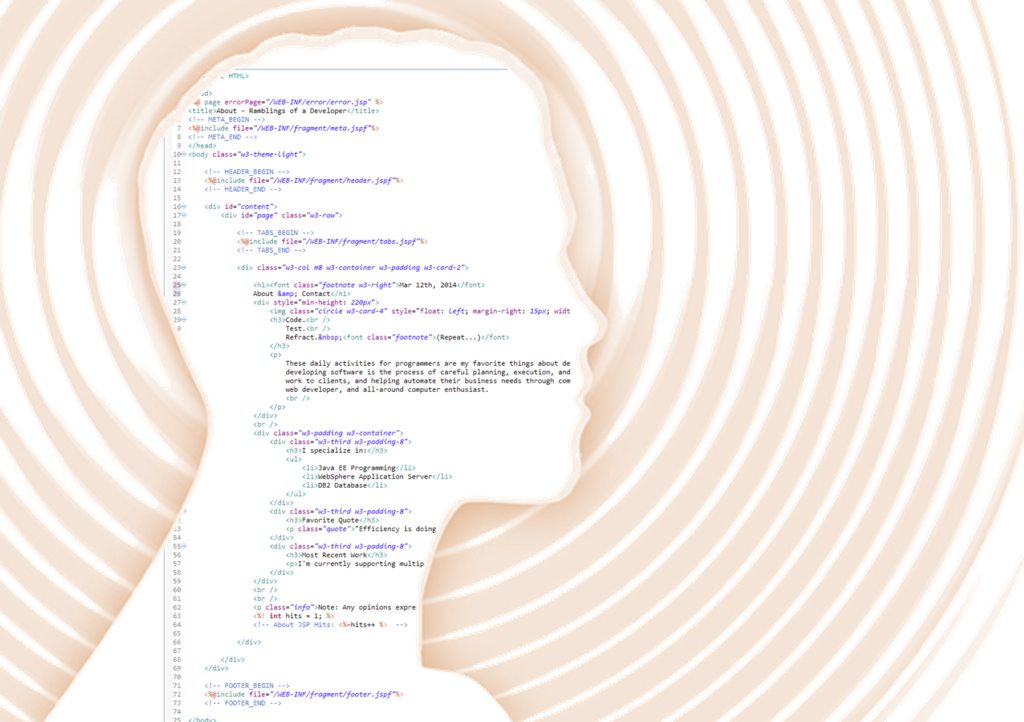 HTML>
page errorPage="/WEB-INF/error/error.jsp" %>
<title>About - Ramblings of a Developer</title>
<!-- META_BEGIN -->
7 <%@include file="/WEB-INF/fragment/meta.jspf"%>
8 <!-- META_END -->
9 </head>
10 <body class="w3-theme-light">
11
12 <!-- HEADER_BEGIN -->
13 <%@include file="/WEB-INF/fragment/header.jspf"%>
14 <!-- HEADER_END -->
15
16 <div id="content">
17 <div id="page" class="w3-row">
18
19 <!-- TABS_BEGIN -->
20 <%@include file="/WEB-INF/fragment/tabs.jspf"%>
21 <!-- TABS_END -->
22
23 <div class="w3-col m8 w3-container w3-padding w3-card-2">
24
25 <h1><font class="footnote w3-right">Mar 12th, 2014</font>
26 About &amp; Contact</h1>
27 <div style="min-height: 220px">
28 <img class="circle w3-card-4" style="float: left; margin-right: 15px; widt
29 <h3>Code.<br />
Test.<br />
Refract.&nbsp;<font class="footnote">(Repeat...)</font>
</h3>
<p>
These daily activities for programmers are my favorite things about de
developing software is the process of careful planning, execution, and
work to clients, and helping automate their business needs through com
web developer, and all-around computer enthusiast.
<br />
</p>
</div>
<br />
<div class="w3-padding w3-container">
<div class="w3-third w3-padding-8">
<h3>I specialize in:</h3>
<ul>
<li>Java EE Programming</li>
<li>WebSphere Application Server</li>
<li>DB2 Database</li>
</ul>
</div>
<div class="w3-third w3-padding-8">
<h3>Favorite Quote</h3>
<p class="quote">"Efficiency is doing
54 </div>
55 <div class="w3-third w3-padding-8">
56 <h3>Most Recent Work</h3>
57 <p>I'm currently supporting multip
58 </div>
59 </div>
60 <br />
61 <br />
62 <p class="info">Note: Any opinions expre
63 <%! int hits = 1; %>
64 <!-- About JSP Hits: <%=hits++ %> -->
65
66 </div>
67
68 </div>
69 </div>
70
71 <!-- FOOTER_BEGIN -->
72 <%@include file="/WEB-INF/fragment/footer.jspf"%>
73 <!-- FOOTER_END -->
74
75 </body>